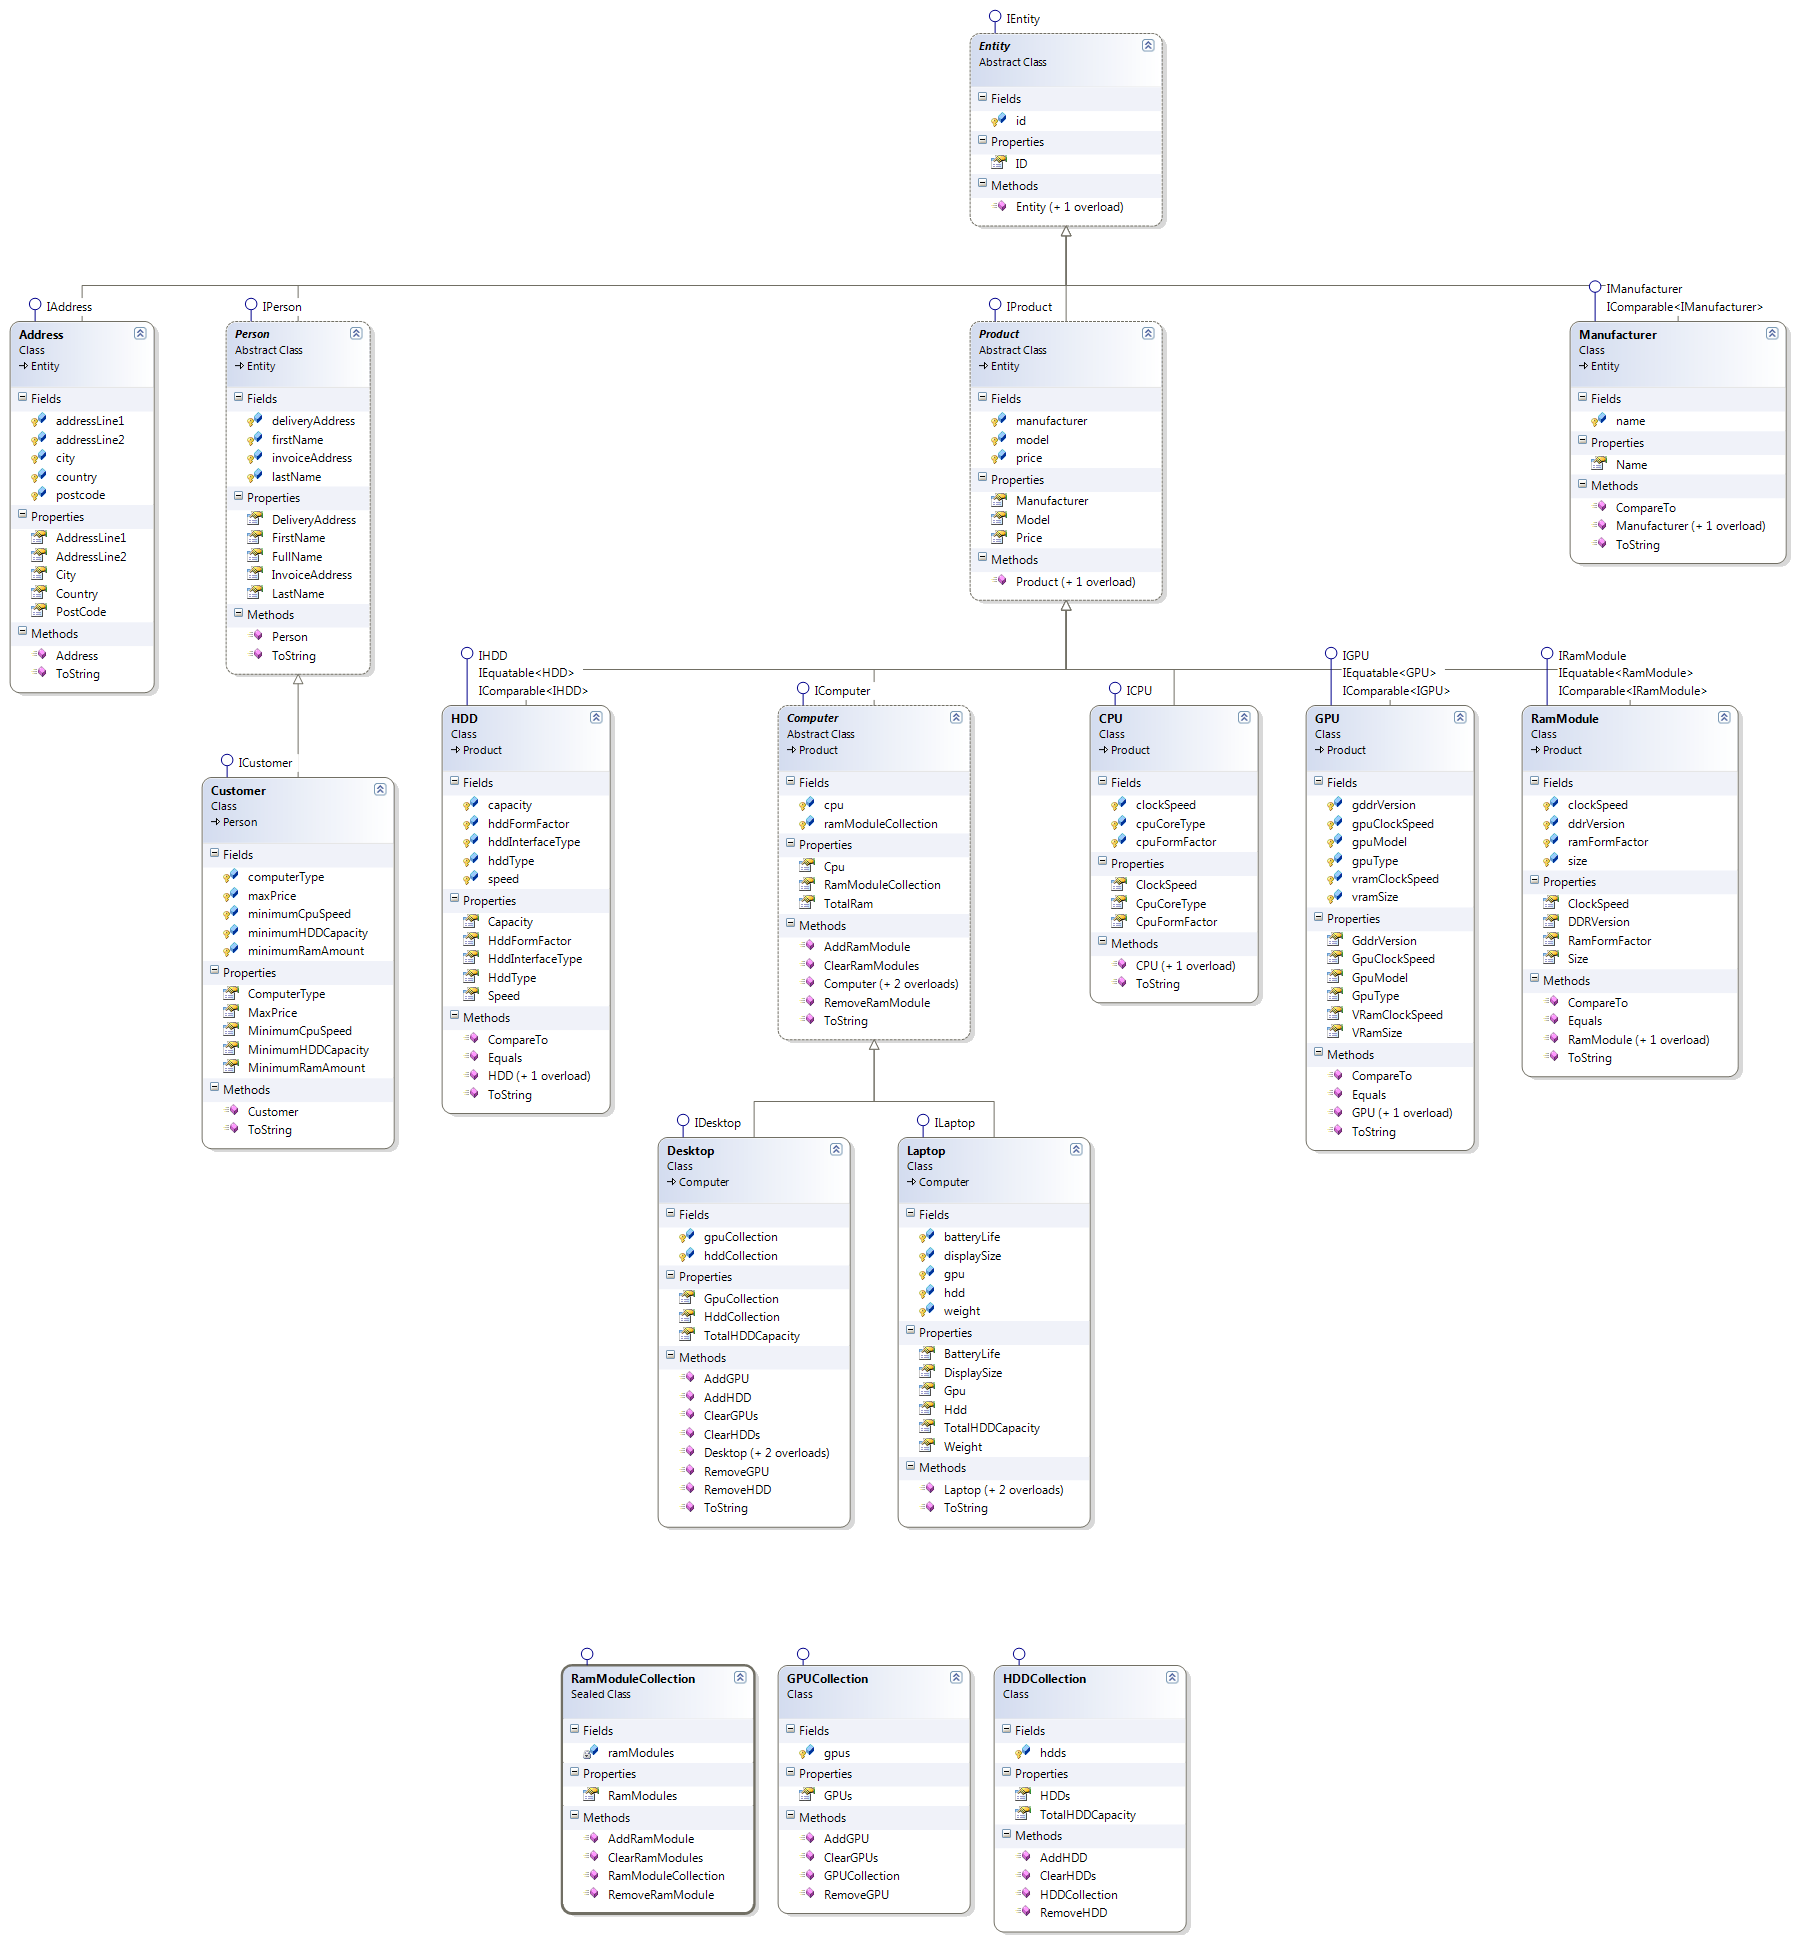 IEntity
Entity
Abstract Class
Fields
id
Properties
ID
Methods
Entity (+ 1 overload)
IAddress
Address
Class
Entity
Fields
addressLine1
addressLine2
city
country
postcode
Properties
AddressLine1
AddressLine2
City
Country
PostCode
Methods
Address
ToString
IPerson
Person
Abstract Class
Entity
Fields
deliveryAddress
firstName
invoiceAddress
lastName
Properties
DeliveryAddress
FirstName
FullName
InvoiceAddress
LastName
Methods
Person
ToString
IProduct
Product
Abstract Class
Entity
Fields
manufacturer
model
price
Properties
Manufacturer
Model
Price
Methods
Product (+ 1 overload)
IManufacturer
IComparable<IManufacturer>
Manufacturer
Class
Entity
Fields
name
Properties
Name
Methods
CompareTo
Manufacturer (+ 1 overload)
ToString
ICustomer
Customer
Class
Person
Fields
computerType
maxPrice
minimumCpuSpeed
minimumHDDCapacity
minimumRamAmount
Properties
ComputerType
MaxPrice
MinimumCpuSpeed
MinimumHDDCapacity
MinimumRamAmount
Methods
Customer
ToString
IHDD
IEquatable<HDD>
IComparable<IHDD>
HDD
Class
Product
Fields
capacity
hddFormFactor
hddInterfaceType
hddType
speed
Properties
Capacity
HddFormFactor
HddInterfaceType
HddType
Speed
Methods
CompareTo
Equals
HDD (+ 1 overload)
ToString
IComputer
Computer
Abstract Class
Product
Fields
cpu
ramModuleCollection
Properties
Cpu
RamModuleCollection
TotalRam
Methods
AddRamModule
ClearRamModules
Computer (+ 2 overloads)
RemoveRamModule
ToString
ICPU
CPU
Class
Product
Fields
clockSpeed
cpuCoreType
cpuFormFactor
Properties
ClockSpeed
CpuCoreType
CpuFormFactor
Methods
CPU (+ 1 overload)
ToString
IGPU
IEquatable<GPU>
IComparable<IGPU>
GPU
Class
Product
Fields
gddrVersion
gpuClockSpeed
gpuModel
gpuType
vramClockSpeed
vramSize
Properties
GddrVersion
GpuClockSpeed
GpuModel
GpuType
VRamClockSpeed
VRamSize
Methods
CompareTo
Equals
GPU (+ 1 overload)
ToString
IRamModule
IEquatable<RamModule>
IComparable<IRamModule>
RamModule
Class
Product
Fields
clockSpeed
ddrVersion
ramFormFactor
size
Properties
ClockSpeed
DDRVersion
RamFormFactor
Size
Methods
CompareTo
Equals
RamModule (+ 1 overload)
ToString
IDesktop
Desktop
Class
Computer
Fields
gpuCollection
hddCollection
Properties
GpuCollection
HddCollection
TotalHDDCapacity
Methods
AddGPU
AddHDD
ClearGPUs
ClearHDDs
Desktop (+ 2 overloads)
RemoveGPU
RemoveHDD
ToString
ILaptop
Laptop
Class
Computer
Fields
batteryLife
displaySize
gpu
hdd
weight
Properties
BatteryLife
DisplaySize
Gpu
Hdd
TotalHDDCapacity
Weight
Methods
Laptop (+ 2 overloads)
ToString
RamModuleCollection
Sealed Class
Fields
ramModules
Properties
RamModules
Methods
AddRamModule
ClearRamModules
RamModuleCollection
RemoveRamModule
GPUCollection
Class
Fields
gpus
Properties
GPUs
Methods
AddGPU
ClearGPUs
GPUCollection
RemoveGPU
HDDCollection
Class
Fields
hdds
Properties
HDDs
TotalHDDCapacity
Methods
AddHDD
ClearHDDs
HDDCollection
RemoveHDD